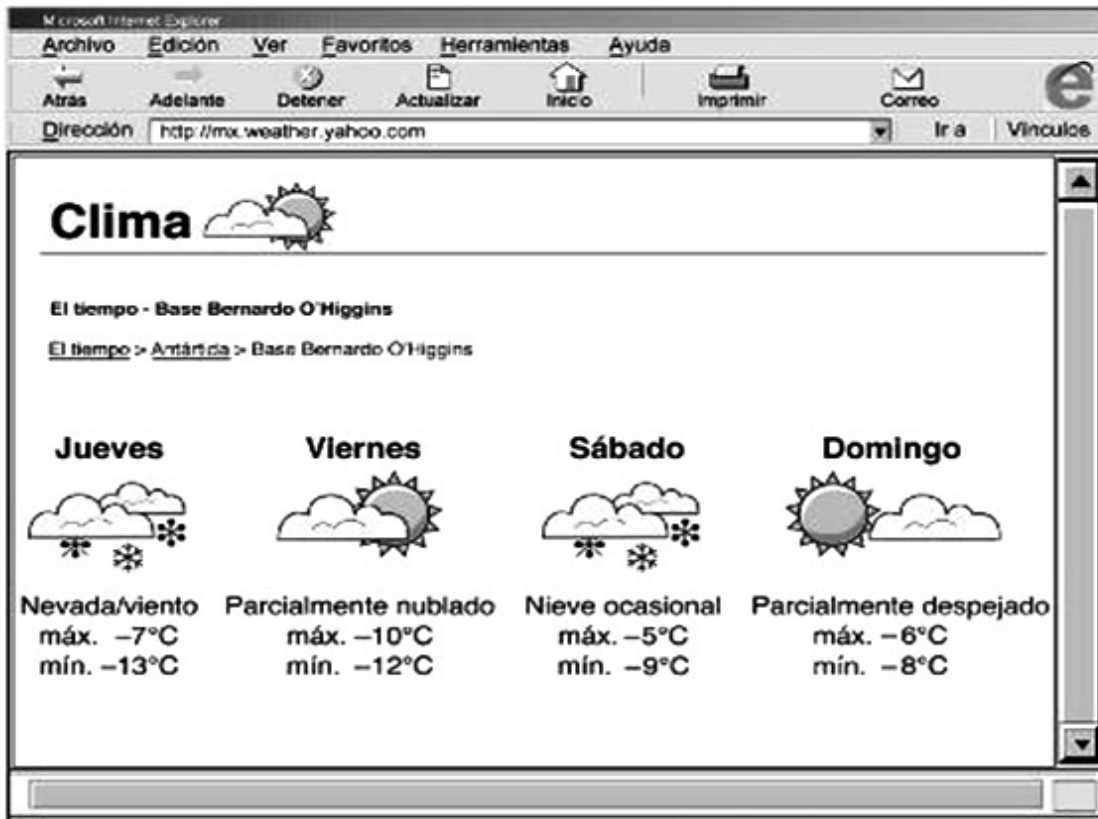 Microsoft Internet Explorer
Archivo Edición Ver Favoritos Herramientas Ayuda
Atrás Adelante Detener Actualizar Inicio Imprimir Correo
Dirección http://mx.weather.yahoo.com Ir a Vínculos
Clima
El tiempo - Base Bernardo O'Higgins
El tiempo > Antártida > Base Bernardo O'Higgins
Jueves Viernes Sábado Domingo
Nevada/viento Parcialmente nublado Nieve ocasional Parcialmente despejado
máx. –7°C máx. –10°C máx. –5°C máx. –6°C
mín. –13°C mín. –12°C mín. –9°C mín. –8°C